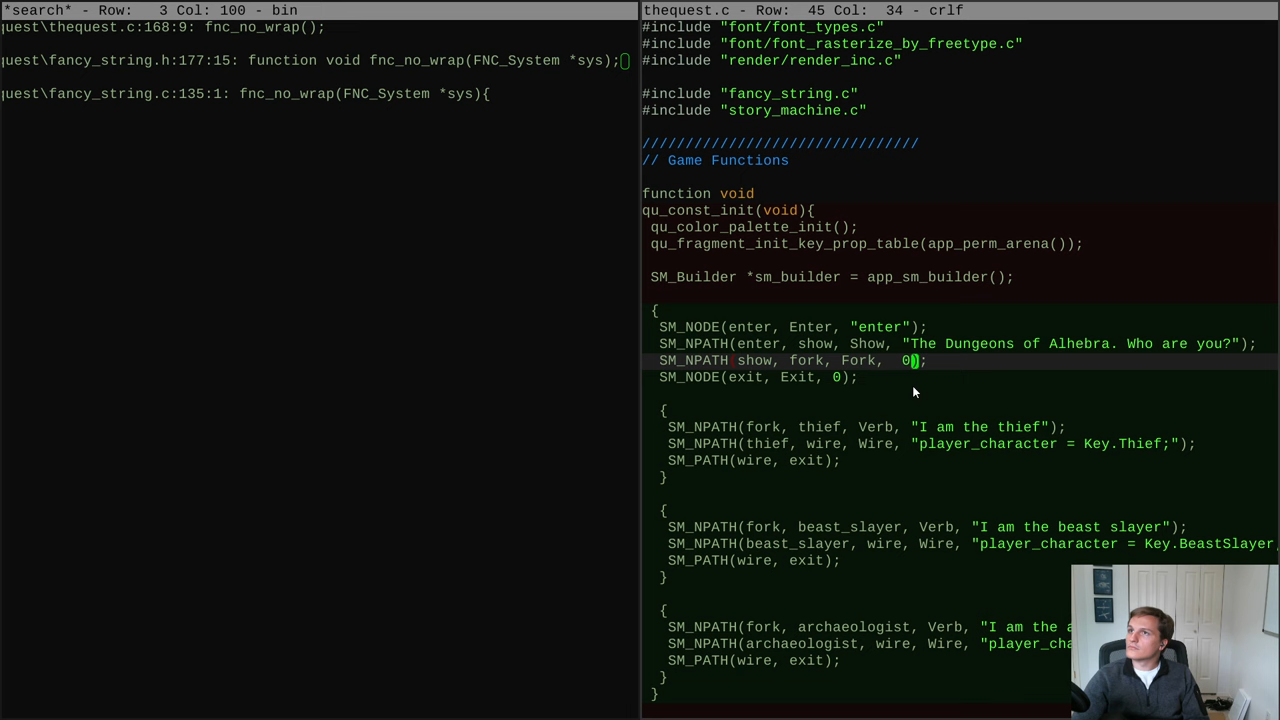 *search* - Row:   3 Col: 100 - bin
quest\thequest.c:168:9: fnc_no_wrap();
quest\fancy_string.h:177:15: function void fnc_no_wrap(FNC_System *sys);
quest\fancy_string.c:135:1: fnc_no_wrap(FNC_System *sys){
thequest.c - Row:  45 Col:  34 - crlf
#include "font/font_types.c"
#include "font/font_rasterize_by_freetype.c"
#include "render/render_inc.c"
#include "fancy_string.c"
#include "story_machine.c"
////////////////////////////////
// Game Functions
function void
qu_const_init(void){
qu_color_palette_init();
qu_fragment_init_key_prop_table(app_perm_arena());
SM_Builder *sm_builder = app_sm_builder();
{
SM_NODE(enter, Enter, "enter");
SM_NPATH(enter, show, Show, "The Dungeons of Alhebra. Who are you?");
SM_NPATH(show, fork, Fork,  0);
SM_NODE(exit, Exit, 0);
{
SM_NPATH(fork, thief, Verb, "I am the thief");
SM_NPATH(thief, wire, Wire, "player_character = Key.Thief;");
SM_PATH(wire, exit);
}
{
SM_NPATH(fork, beast_slayer, Verb, "I am the beast slayer");
SM_NPATH(beast_slayer, wire, Wire, "player_character = Key.BeastSlayer
SM_PATH(wire, exit);
}
{
SM_NPATH(fork, archaeologist, Verb, "I am the a
SM_NPATH(archaeologist, wire, Wire, "player_cha
SM_PATH(wire, exit);
}
}